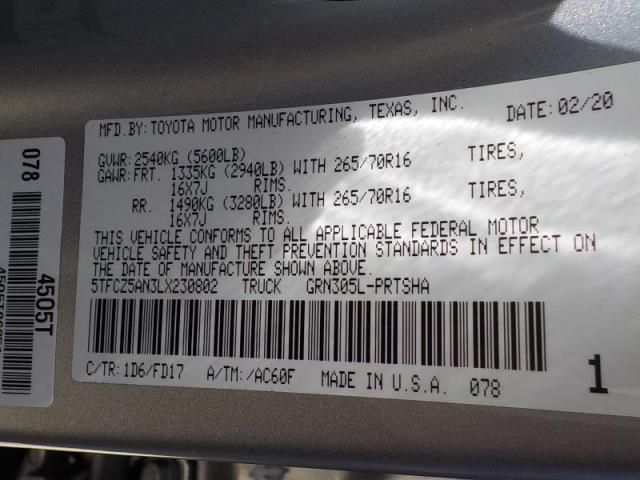 MFD.BY: TOYOTA MOTOR MANUFACTURING, TEXAS, INC. DATE: 02/20
GVWR: 2540KG (5600LB)
GAWR: FRT. 1335KG (2940LB) WITH 265/70R16 TIRES,
16X7J RIMS.
RR. 1490KG (3280LB) WITH 265/70R16 TIRES,
16X7J RIMS.
THIS VEHICLE CONFORMS TO ALL APPLICABLE FEDERAL MOTOR
VEHICLE SAFETY AND THEFT PREVENTION STANDARDS IN EFFECT ON
THE DATE OF MANUFACTURE SHOWN ABOVE.
5TFCZ5AN3LX230802 TRUCK GRN305L-PRTSHA
C/TR: 1D6/FD17 A/TM: /AC60F MADE IN U.S.A. 078 1
078
4505T